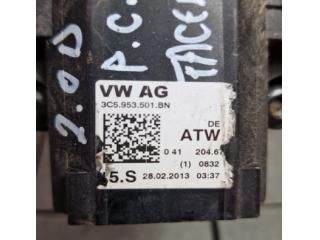 2.0D
P.C.
VW AG
3C5.953.501.BN
DE
ATW
0 41 204.67
(1) 0832
5.S 28.02.2013 03:37